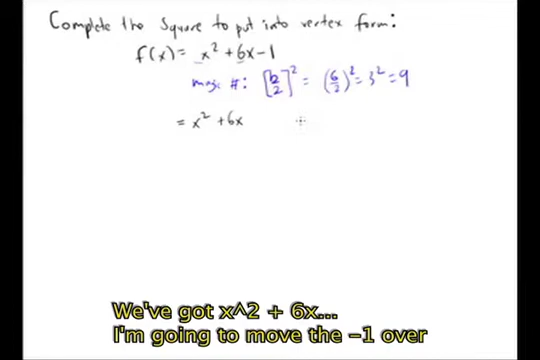 Complete the Square to put into vertex form:
f(x) = x² + 6x - 1
magic #: [b/2]² = (6/2)² = 3² = 9
= x² + 6x
We've got x^2 + 6x...
I'm going to move the –1 over